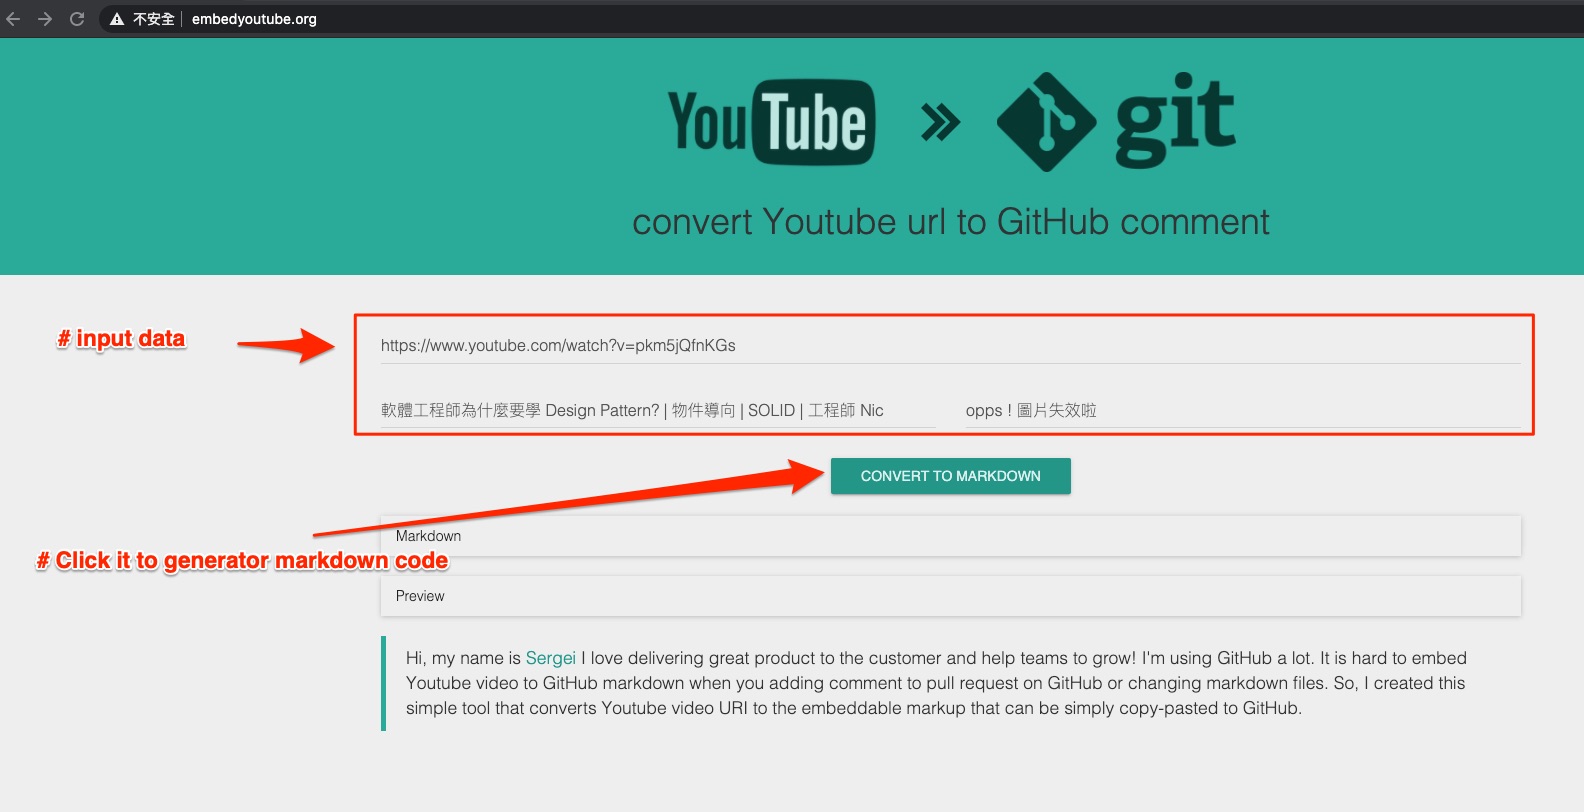 不安全 | embedyoutube.org
YouTube » git
convert Youtube url to GitHub comment
# input data
https://www.youtube.com/watch?v=pkm5jQfnKGs
軟體工程師為什麼要學 Design Pattern? | 物件導向 | SOLID | 工程師 Nic
opps ! 圖片失效啦
CONVERT TO MARKDOWN
Markdown
# Click it to generator markdown code
Preview
Hi, my name is Sergei I love delivering great product to the customer and help teams to grow! I'm using GitHub a lot. It is hard to embed
Youtube video to GitHub markdown when you adding comment to pull request on GitHub or changing markdown files. So, I created this
simple tool that converts Youtube video URI to the embeddable markup that can be simply copy-pasted to GitHub.